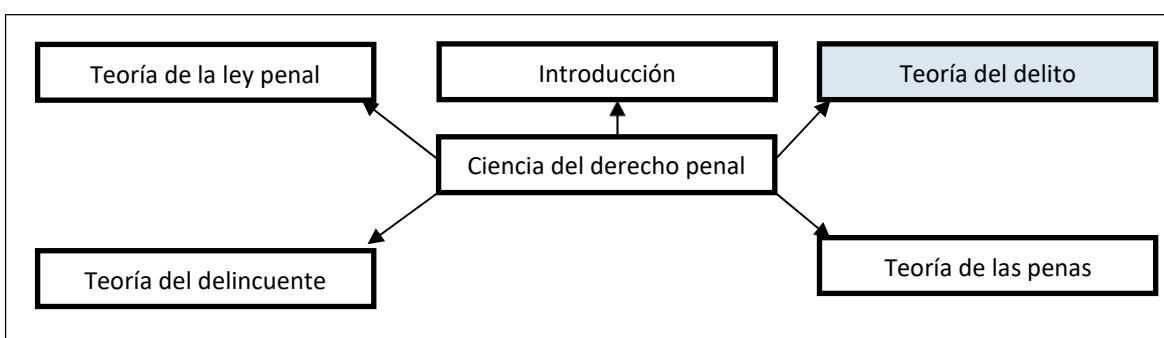 Teoría de la ley penal
Introducción
Teoría del delito
Ciencia del derecho penal
Teoría del delincuente
Teoría de las penas